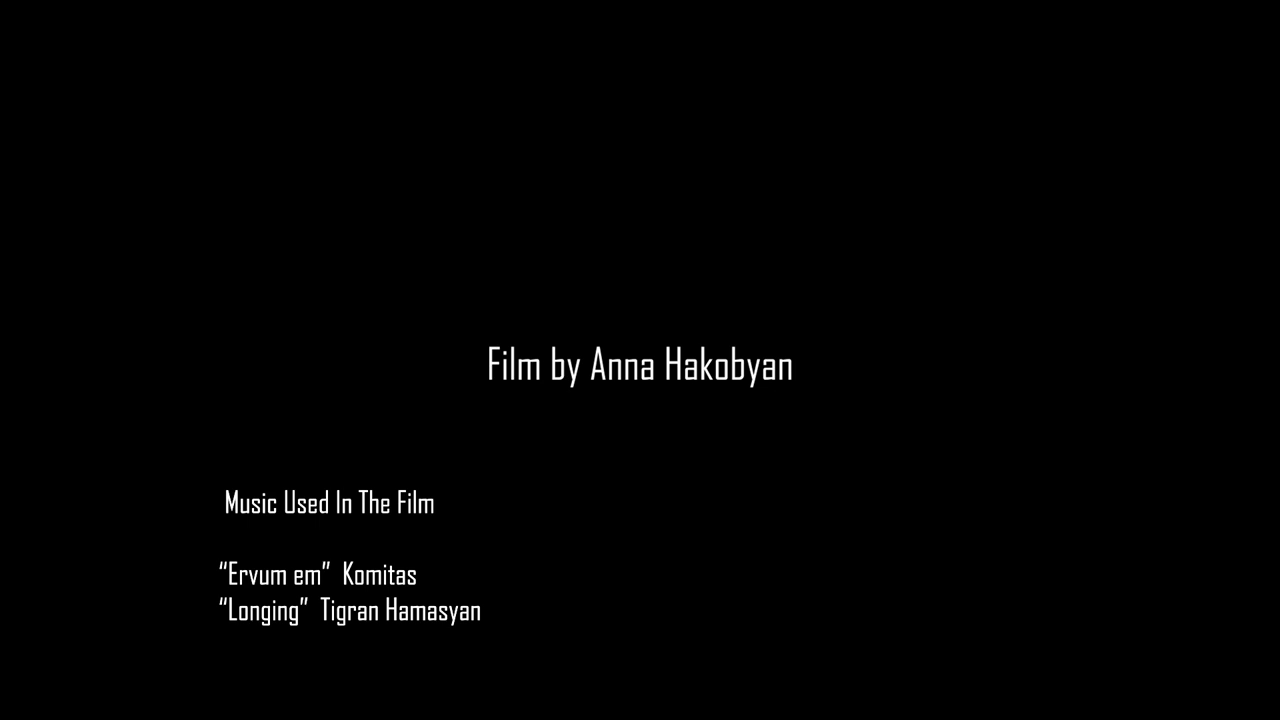 Film by Anna Hakobyan
Music Used In The Film
“Ervum em” Komitas
“Longing” Tigran Hamasyan